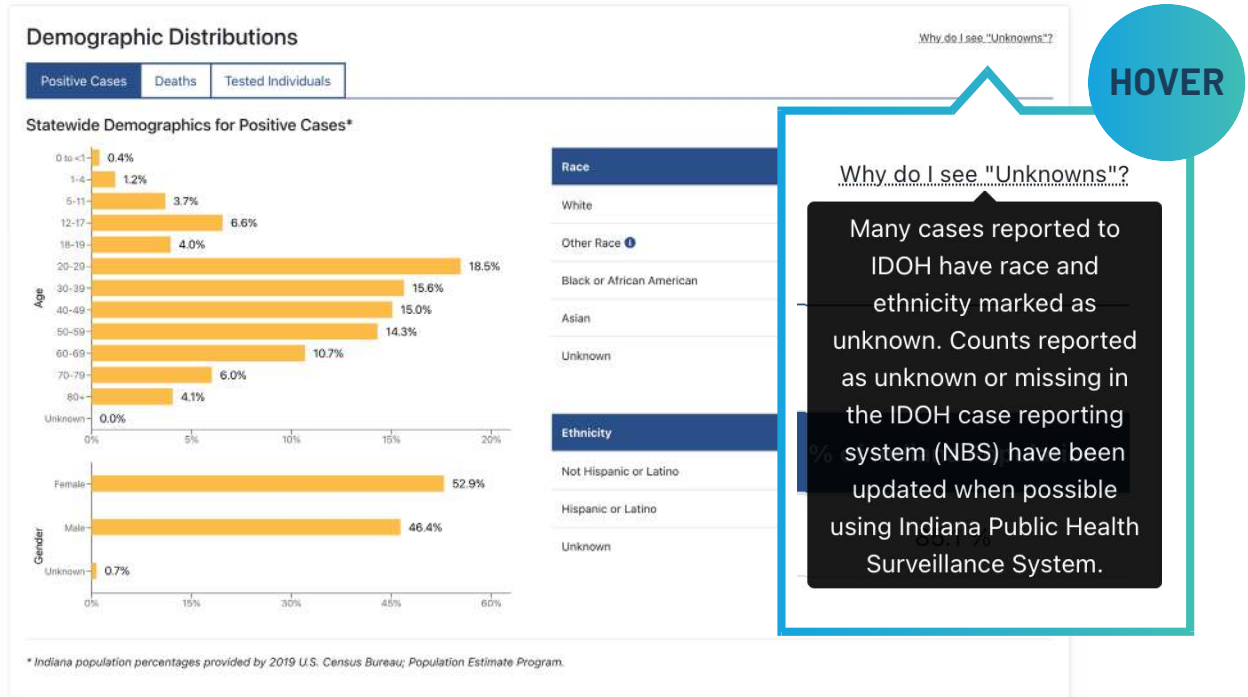 Demographic Distributions
Why do I see "Unknowns"?
HOVER
Positive Cases
Deaths
Tested Individuals
Statewide Demographics for Positive Cases*
Age
0 to <1
0.4%
1-4
1.2%
5-11
3.7%
12-17
6.6%
18-19
4.0%
20-29
18.5%
30-39
15.6%
40-49
15.0%
50-59
14.3%
60-69
10.7%
70-79
6.0%
80+
4.1%
Unknown
0.0%
0%
5%
10%
15%
20%
Gender
Female
52.9%
Male
46.4%
Unknown
0.7%
0%
15%
30%
45%
60%
Race
White
Other Race
Black or African American
Asian
Unknown
Ethnicity
Not Hispanic or Latino
Hispanic or Latino
Unknown
Why do I see "Unknowns"?
Many cases reported to
IDOH have race and
ethnicity marked as
unknown. Counts reported
as unknown or missing in
the IDOH case reporting
system (NBS) have been
updated when possible
using Indiana Public Health
Surveillance System.
* Indiana population percentages provided by 2019 U.S. Census Bureau; Population Estimate Program.